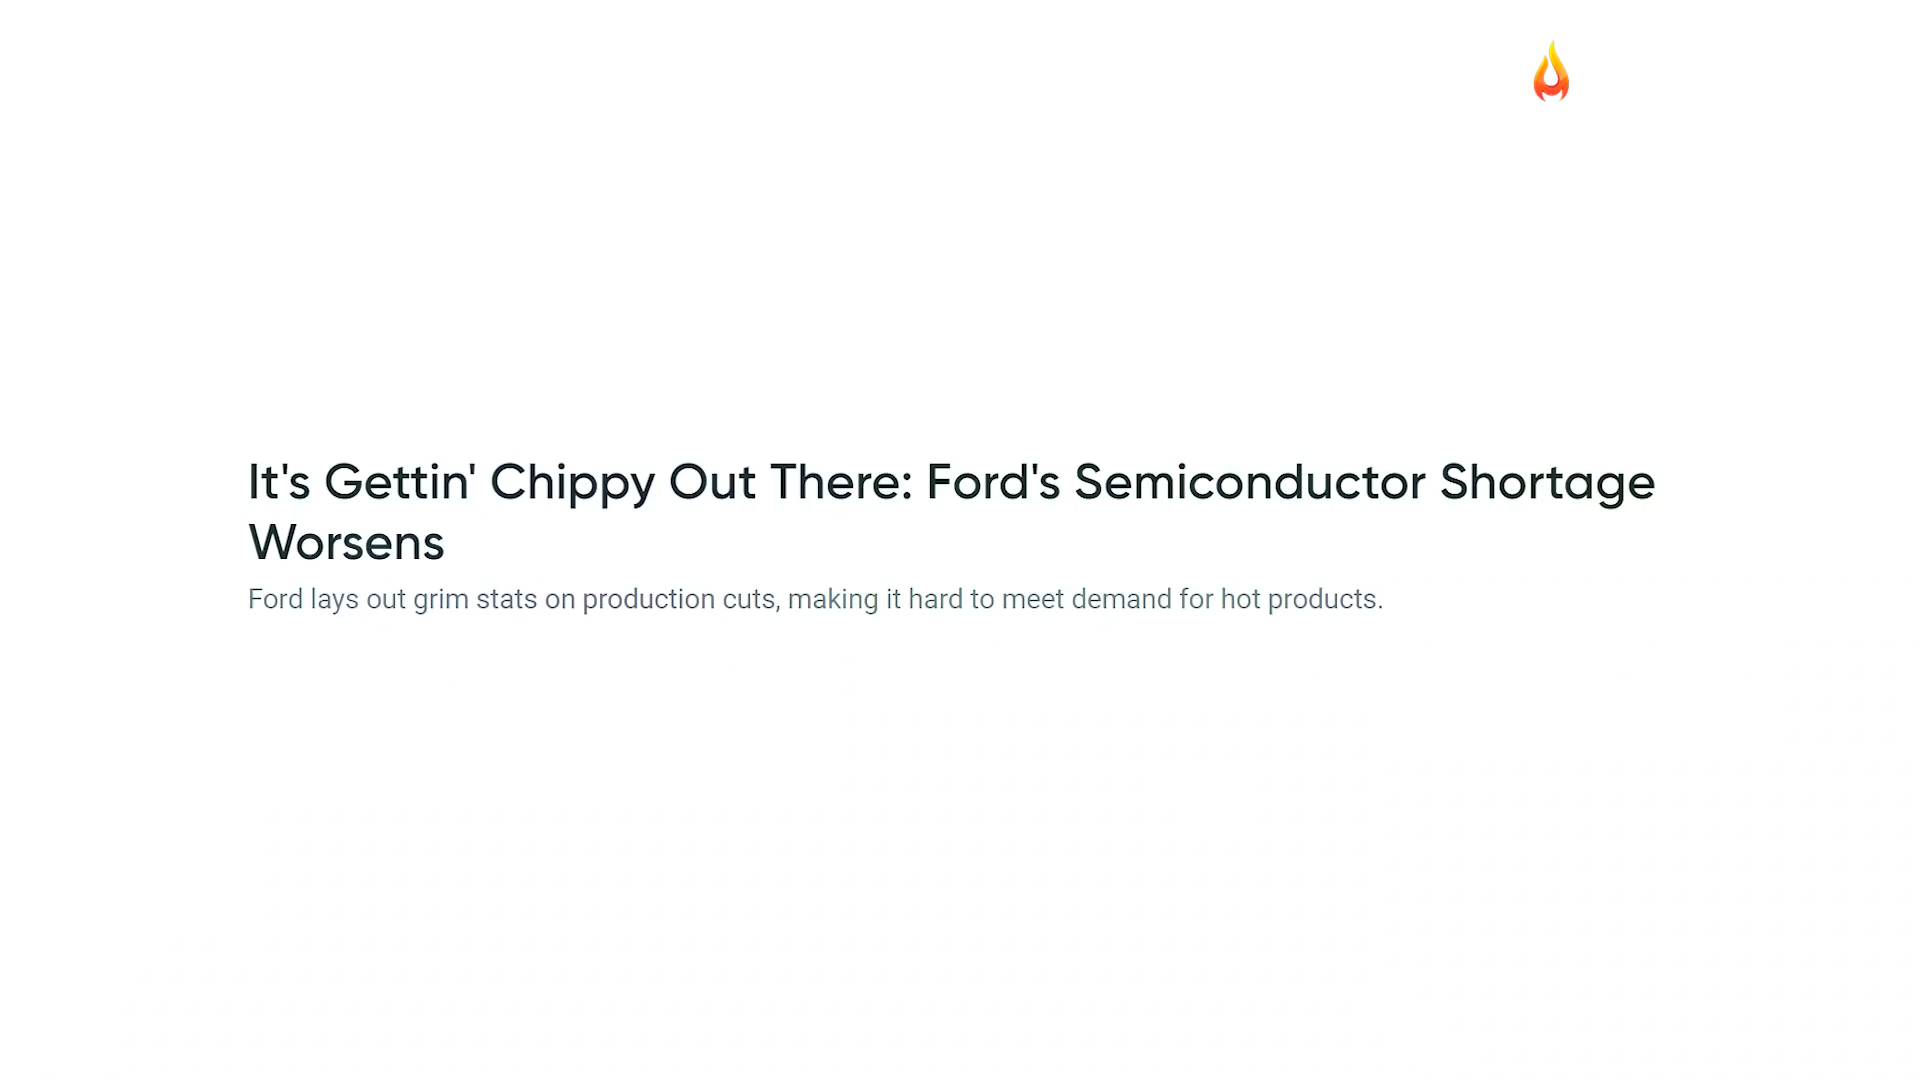 It's Gettin' Chippy Out There: Ford's Semiconductor Shortage
Worsens
Ford lays out grim stats on production cuts, making it hard to meet demand for hot products.